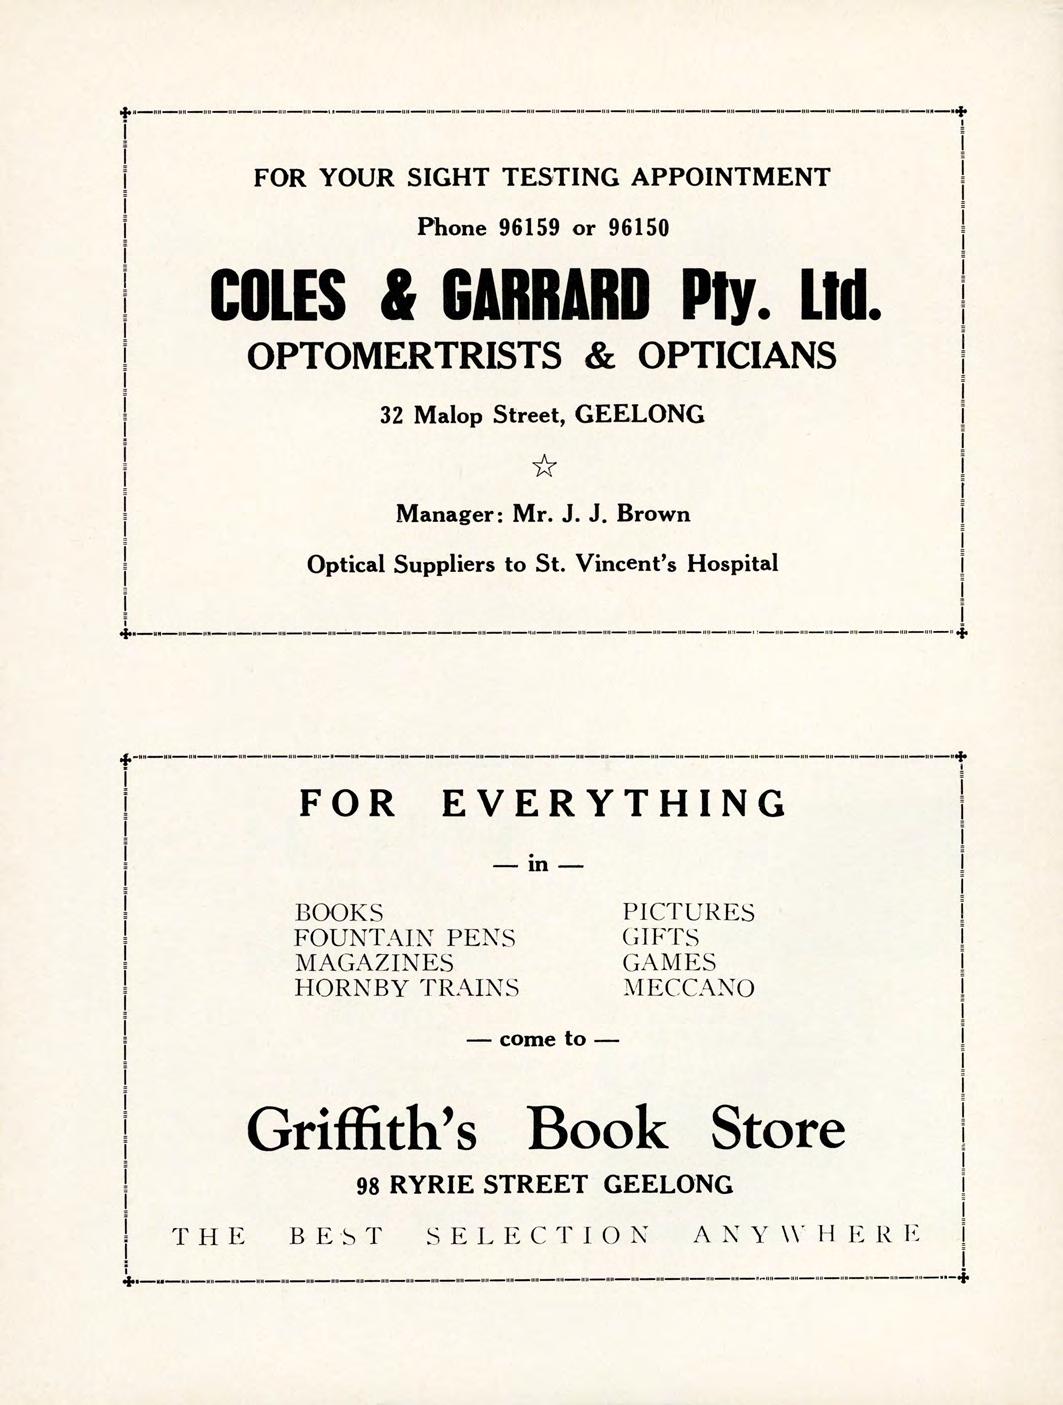 FOR YOUR SIGHT TESTING APPOINTMENT
Phone 96159 or 96150
COLES & GARRARD Pty. Ltd.
OPTOMERTRISTS & OPTICIANS
32 Malop Street, GEELONG
Manager: Mr. J. J. Brown
Optical Suppliers to St. Vincent's Hospital
FOR EVERYTHING
— in —
BOOKS PICTURES
FOUNTAIN PENS GIFTS
MAGAZINES GAMES
HORNBY TRAINS MECCANO
— come to —
Griffith's Book Store
98 RYRIE STREET GEELONG
THE BEST SELECTION ANYWHERE